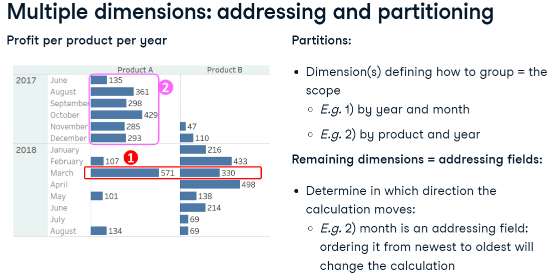 Multiple dimensions: addressing and partitioning
Profit per product per year
Product A Product B
2017 June 135
August 361
September 298
October 429
November 285 47
December 293 110
2018 January 216
February 107 433
March 571 330
April 498
May 101 138
June 214
July 69
August 134 69
2
1
Partitions:
• Dimension(s) defining how to group = the
scope
○ E.g. 1) by year and month
○ E.g. 2) by product and year
Remaining dimensions = addressing fields:
• Determine in which direction the
calculation moves:
○ E.g. 2) month is an addressing field:
ordering it from newest to oldest will
change the calculation